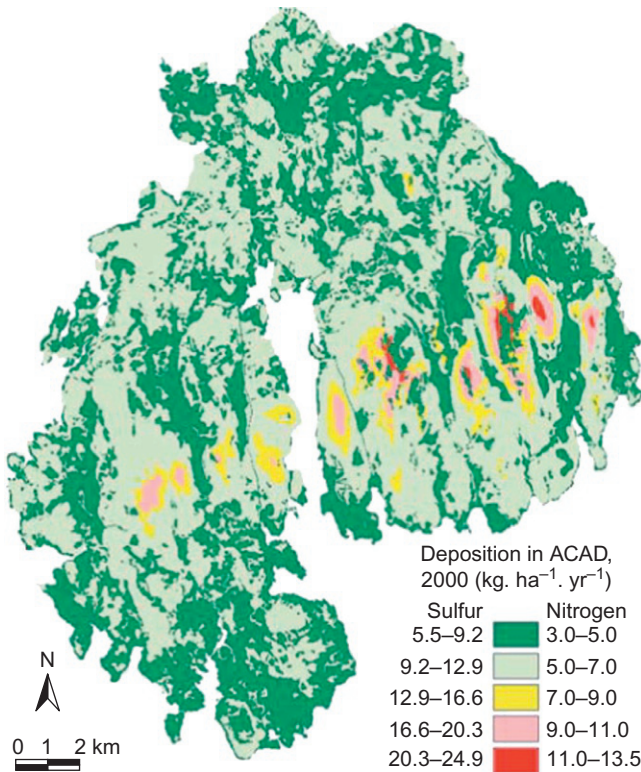 Deposition in ACAD,
2000 (kg. ha⁻¹. yr⁻¹)
Sulfur Nitrogen
5.5–9.2 3.0–5.0
9.2–12.9 5.0–7.0
12.9–16.6 7.0–9.0
16.6–20.3 9.0–11.0
20.3–24.9 11.0–13.5
N
0 1 2 km